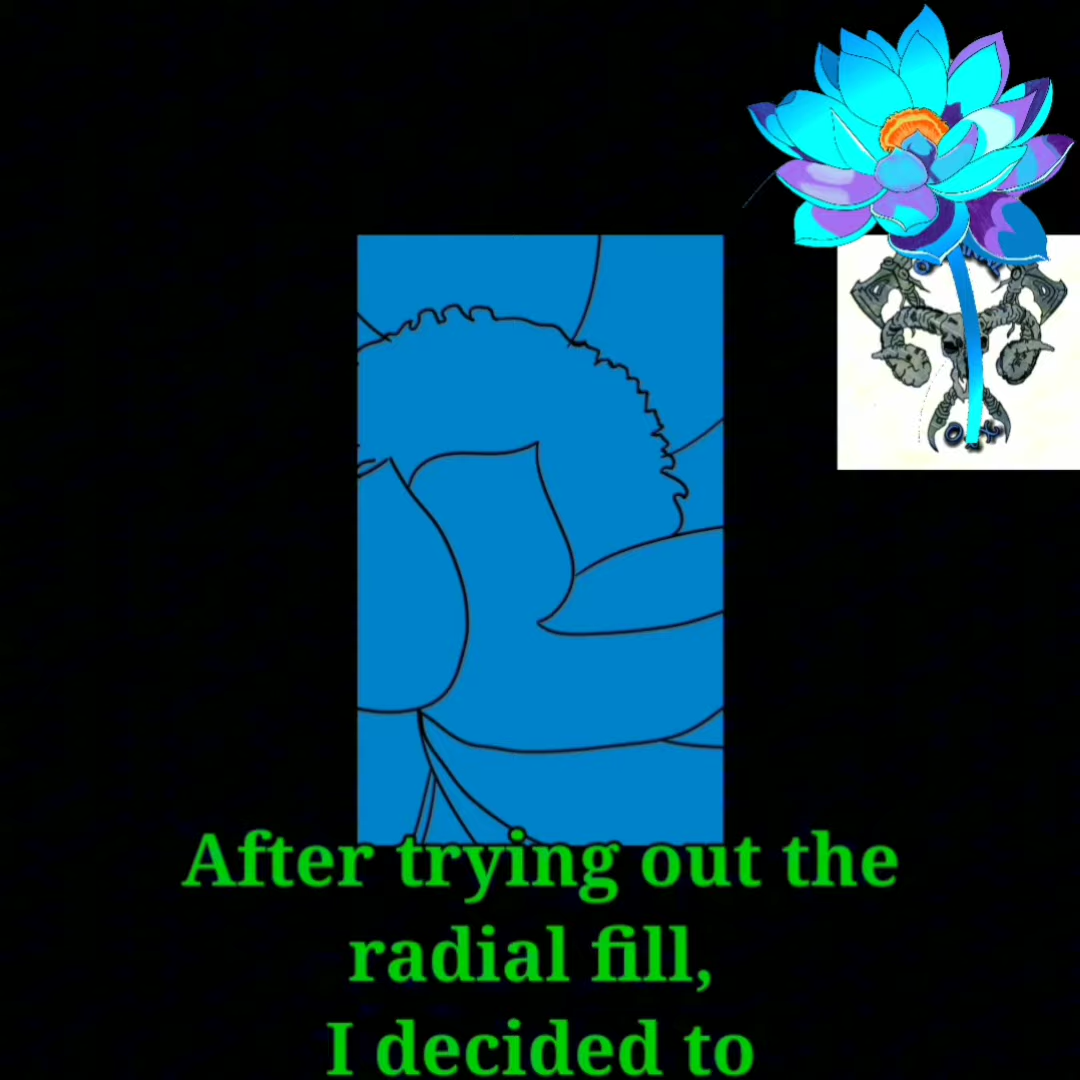 After trying out the
radial fill,
I decided to